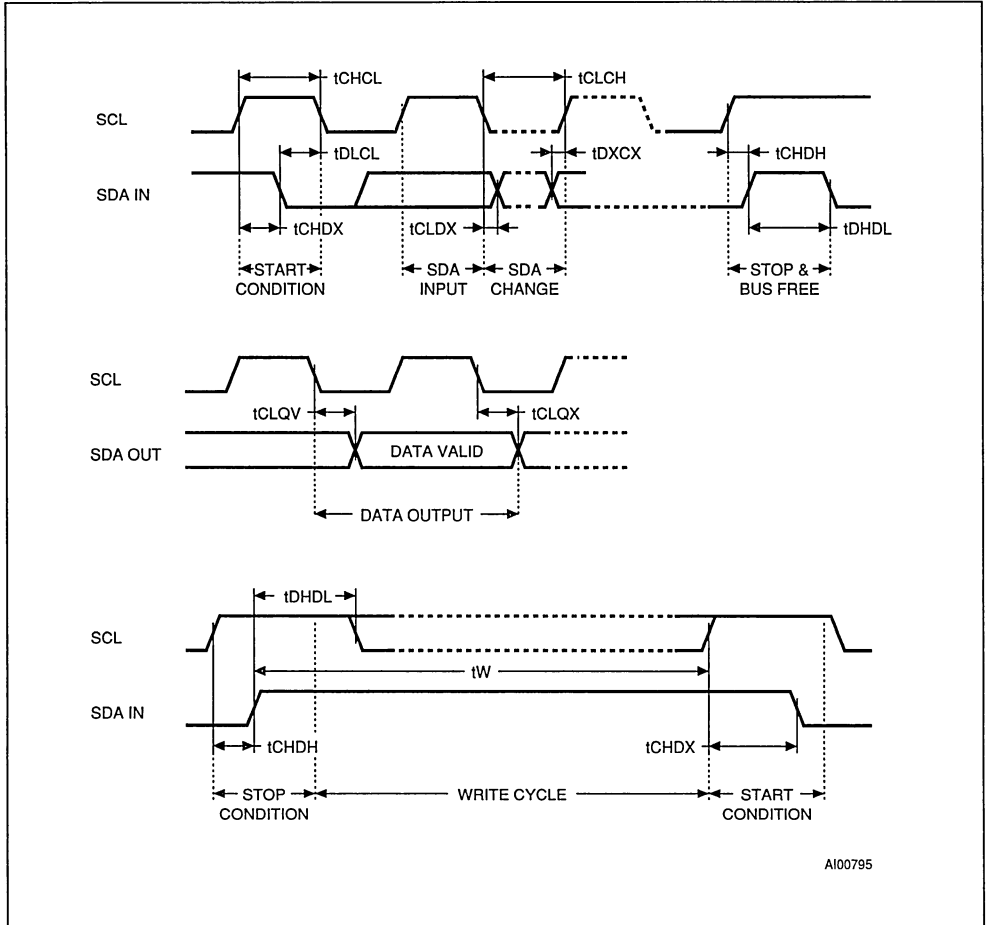 tCHCL tCLCH
SCL
tDLCL tDXCX tCHDH
SDA IN
tCHDX tCLDX tDHDL
START CONDITION
SDA INPUT
SDA CHANGE
STOP & BUS FREE
SCL
tCLQV tCLQX
SDA OUT DATA VALID
DATA OUTPUT
tDHDL
SCL
tW
SDA IN
tCHDH tCHDX
STOP CONDITION
WRITE CYCLE
START CONDITION
AI00795